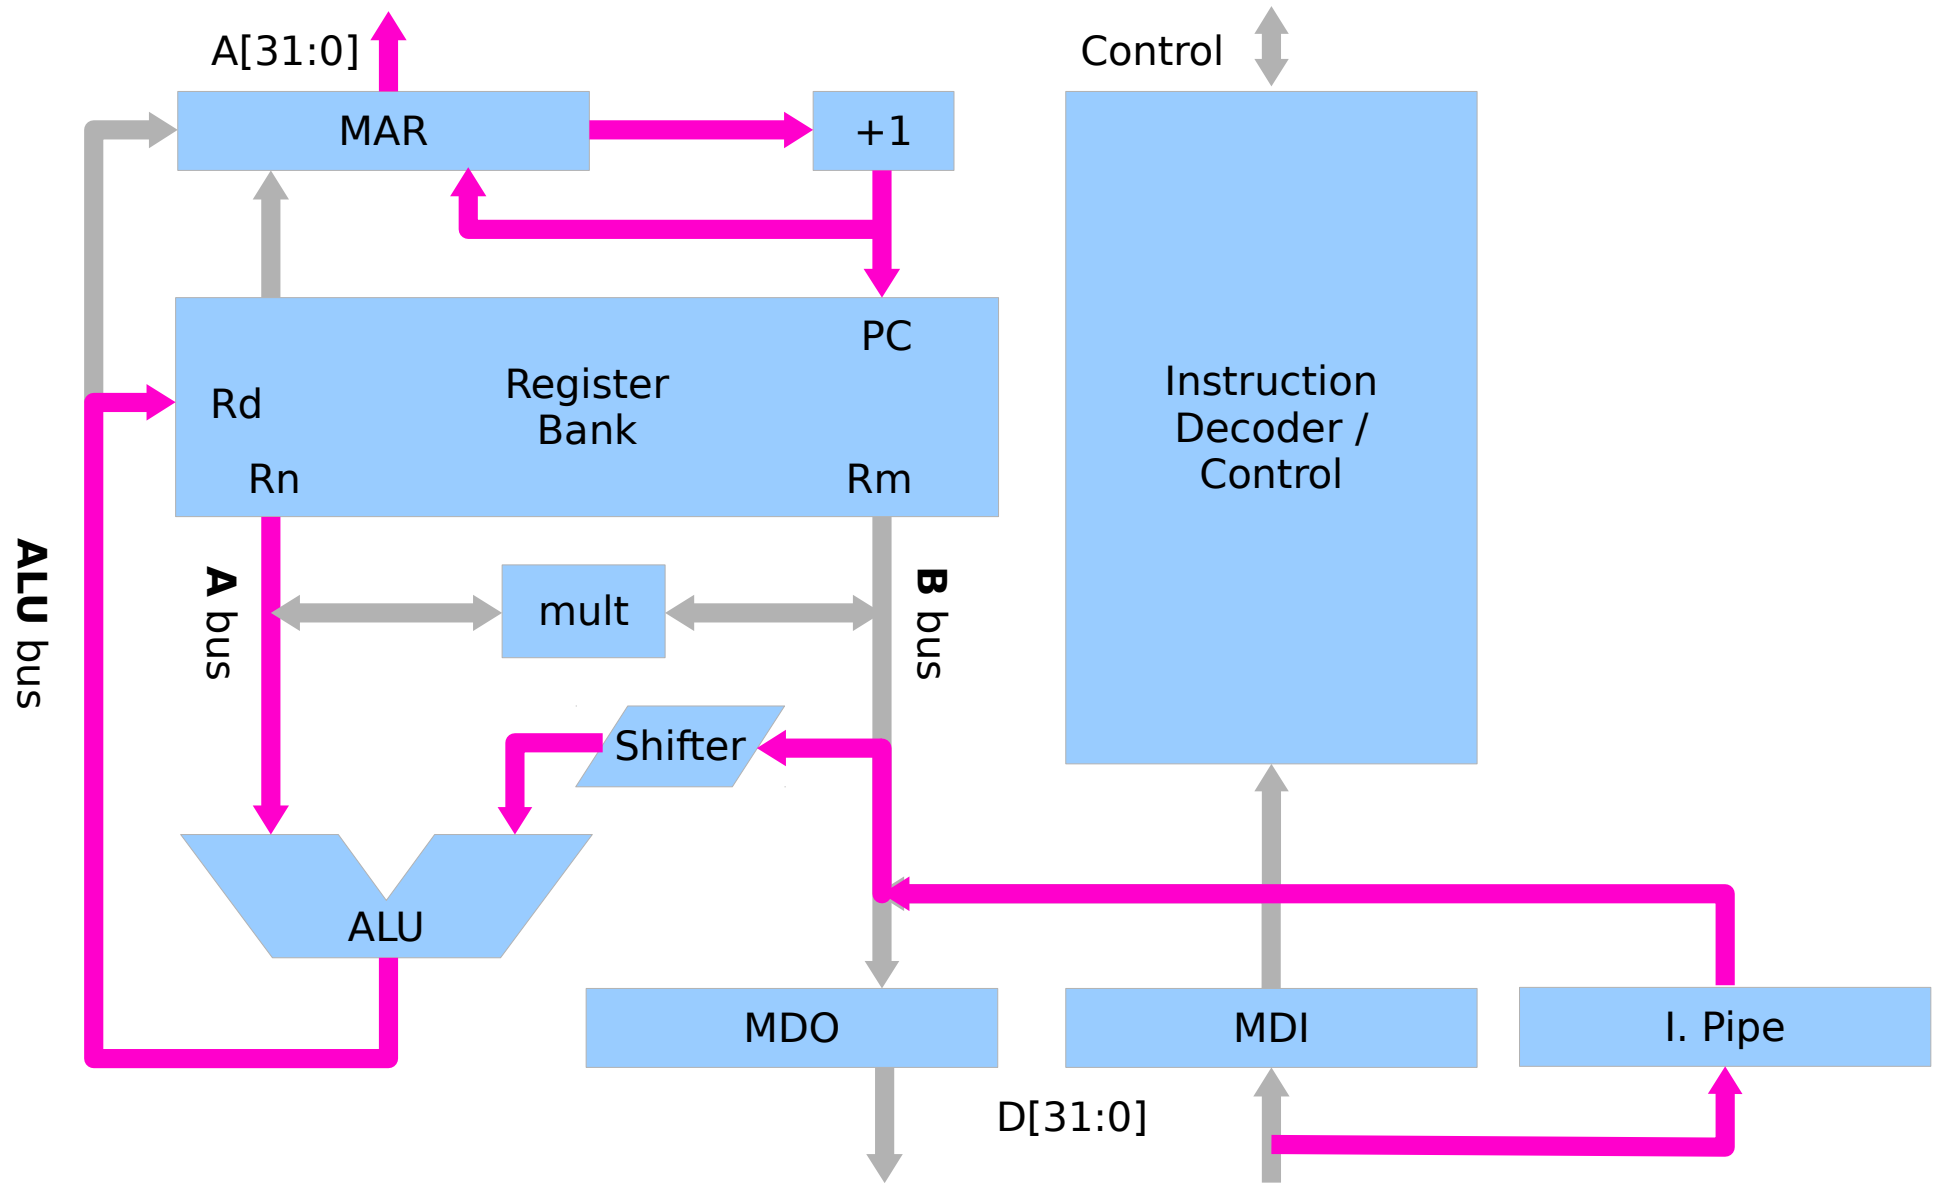 A[31:0]
Control
MAR
+1
PC
Register
Bank
Rd
Rn
Rm
Instruction
Decoder /
Control
ALU bus
A bus
B bus
mult
Shifter
ALU
MDO
MDI
I. Pipe
D[31:0]